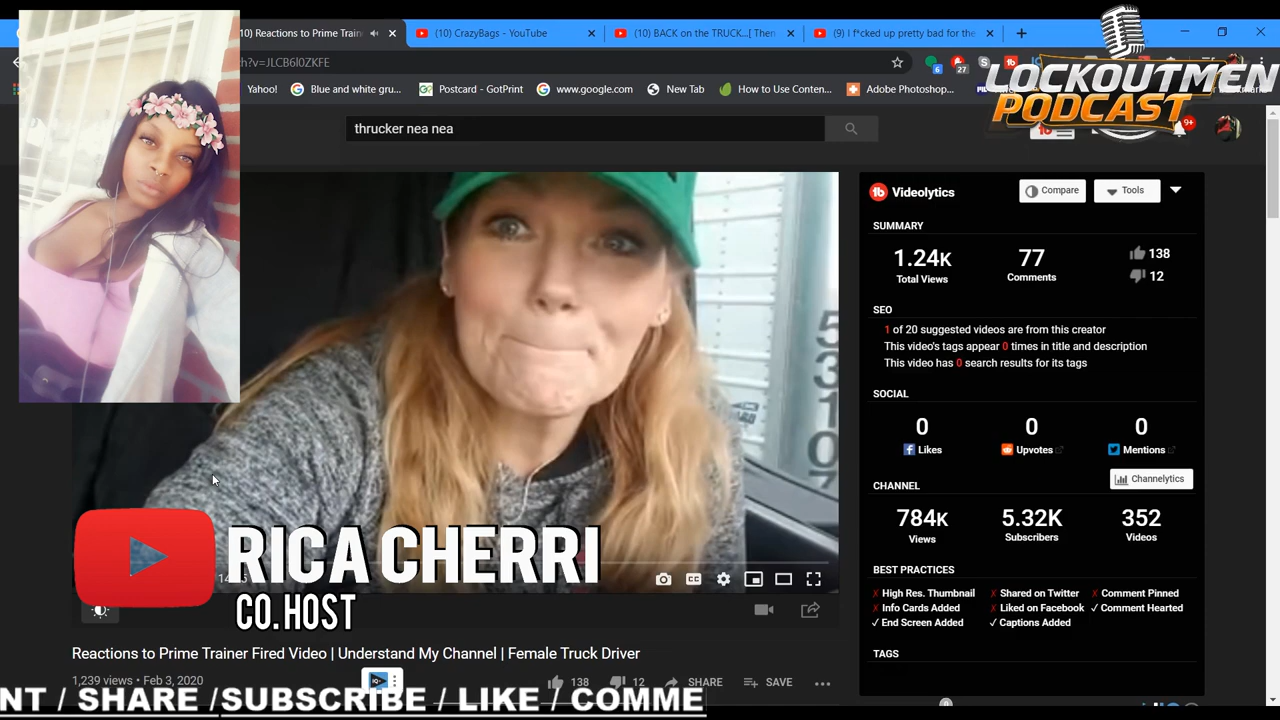 10) Reactions to Prime Train
(10) CrazyBags - YouTube
(10) BACK on the TRUCK...[ Then
(9) I f*cked up pretty bad for the
LOCKOUTMEN
PODCAST
h?v=JLCB6l0ZKFE
6
27
Yahoo!
Blue and white gru...
Postcard - GotPrint
www.google.com
New Tab
How to Use Conten...
Adobe Photoshop...
thrucker nea nea
9+
Videolytics
Compare
Tools
SUMMARY
1.24K
77
138
Total Views
Comments
12
SEO
1 of 20 suggested videos are from this creator
This video's tags appear 0 times in title and description
This video has 0 search results for its tags
SOCIAL
0
0
0
Likes
Upvotes
Mentions
Channelytics
CHANNEL
784K
5.32K
352
Views
Subscribers
Videos
BEST PRACTICES
High Res. Thumbnail
Shared on Twitter
Comment Pinned
Info Cards Added
Liked on Facebook
Comment Hearted
End Screen Added
Captions Added
TAGS
5
3
1
0
RICA CHERRI
CO.HOST
Reactions to Prime Trainer Fired Video | Understand My Channel | Female Truck Driver
1,239 views • Feb 3, 2020
138
12
SHARE
SAVE
NT / SHARE /SUBSCRIBE / LIKE / COMME